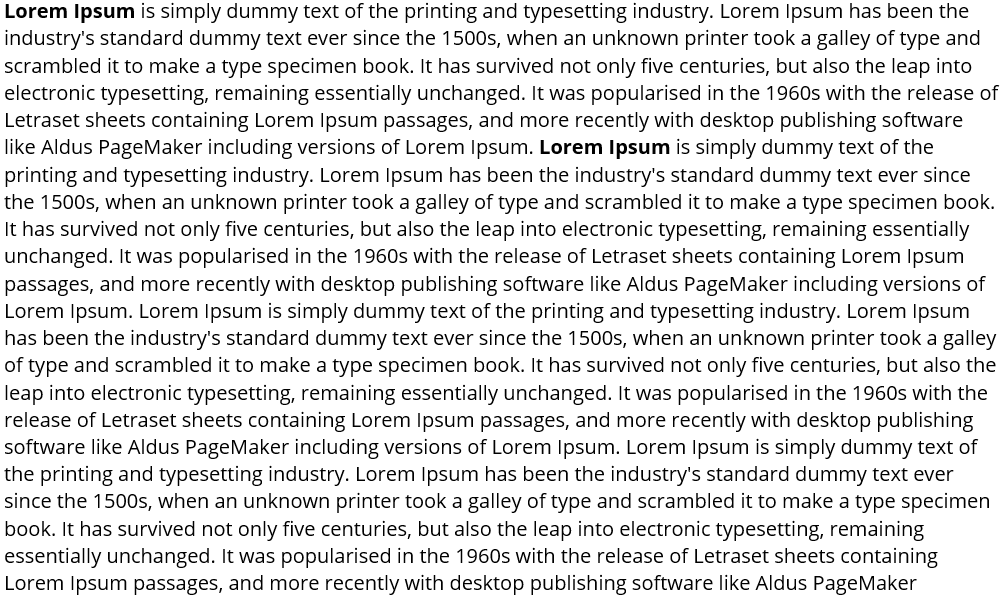 Lorem Ipsum is simply dummy text of the printing and typesetting industry. Lorem Ipsum has been the
industry's standard dummy text ever since the 1500s, when an unknown printer took a galley of type and
scrambled it to make a type specimen book. It has survived not only five centuries, but also the leap into
electronic typesetting, remaining essentially unchanged. It was popularised in the 1960s with the release of
Letraset sheets containing Lorem Ipsum passages, and more recently with desktop publishing software
like Aldus PageMaker including versions of Lorem Ipsum. Lorem Ipsum is simply dummy text of the
printing and typesetting industry. Lorem Ipsum has been the industry's standard dummy text ever since
the 1500s, when an unknown printer took a galley of type and scrambled it to make a type specimen book.
It has survived not only five centuries, but also the leap into electronic typesetting, remaining essentially
unchanged. It was popularised in the 1960s with the release of Letraset sheets containing Lorem Ipsum
passages, and more recently with desktop publishing software like Aldus PageMaker including versions of
Lorem Ipsum. Lorem Ipsum is simply dummy text of the printing and typesetting industry. Lorem Ipsum
has been the industry's standard dummy text ever since the 1500s, when an unknown printer took a galley
of type and scrambled it to make a type specimen book. It has survived not only five centuries, but also the
leap into electronic typesetting, remaining essentially unchanged. It was popularised in the 1960s with the
release of Letraset sheets containing Lorem Ipsum passages, and more recently with desktop publishing
software like Aldus PageMaker including versions of Lorem Ipsum. Lorem Ipsum is simply dummy text of
the printing and typesetting industry. Lorem Ipsum has been the industry's standard dummy text ever
since the 1500s, when an unknown printer took a galley of type and scrambled it to make a type specimen
book. It has survived not only five centuries, but also the leap into electronic typesetting, remaining
essentially unchanged. It was popularised in the 1960s with the release of Letraset sheets containing
Lorem Ipsum passages, and more recently with desktop publishing software like Aldus PageMaker